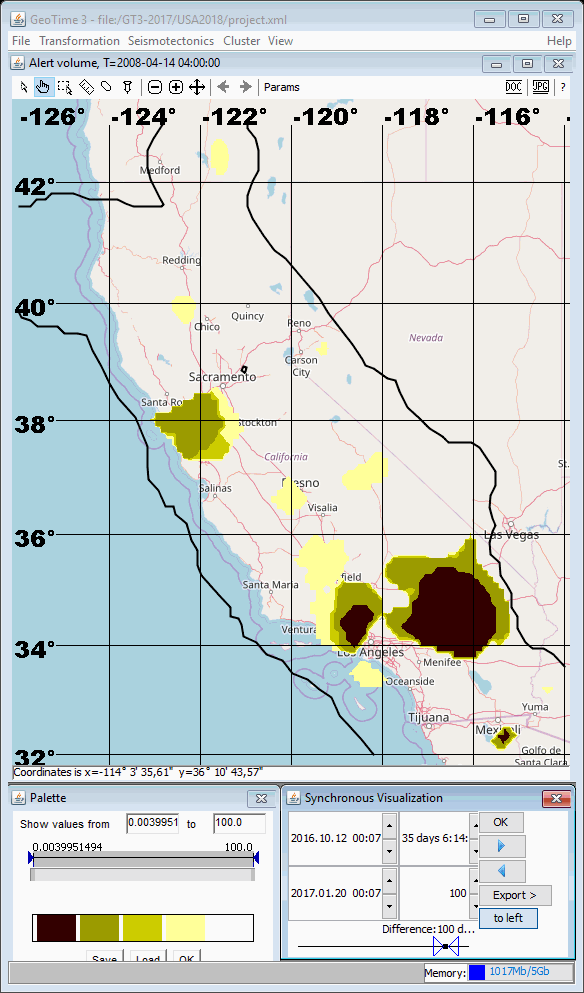 GeoTime 3 - file:/GT3-2017/USA2018/project.xml
File Transformation Seismotectonics Cluster View Help
Alert volume, T=2008-04-14 04:00:00
Params DOC JPG ?
-126° -124° -122° -120° -118° -116°
Medford
42°
Redding
40°
Quincy
Chico
Reno
Nevada
Carson
City
Sacramento
Santa Ro
38°
Stockton
California
St.
Fresno
Salinas
Visalia
36°
Las Vegas
field
Santa Maria
Ventura
34°
Los Angeles
Menifee
Oceanside
Yuma
Tijuana
Mexicali
Golfo de
Santa Clara
32°
Coordinates is x=-114° 3' 35,61" y=36° 10' 43,57"
Palette
Show values from 0.0039951 to 100.0
0.0039951494 100.0
Save Load OK
Synchronous Visualization
2016.10.12 00:07 35 days 6:14: OK
2017.01.20 00:07 100 Export >
to left
Difference:100 d...
Memory: 1017Mb/5Gb